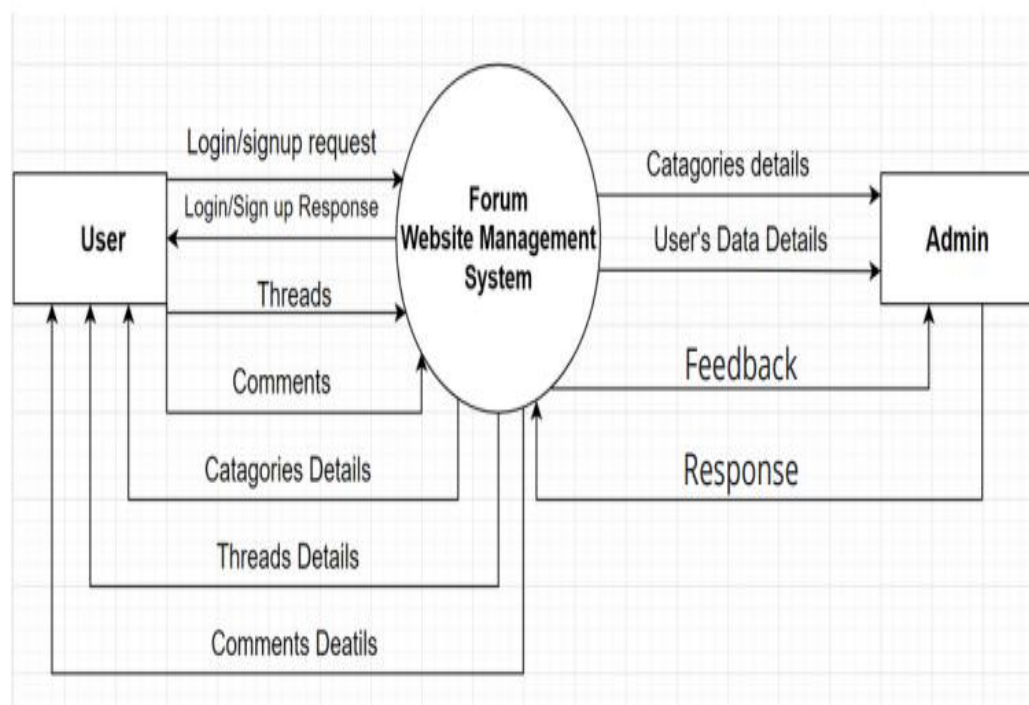 Login/signup request
Login/Sign up Response
User
Threads
Comments
Catagories Details
Threads Details
Comments Deatils
Forum
Website Management
System
Catagories details
User's Data Details
Admin
Feedback
Response